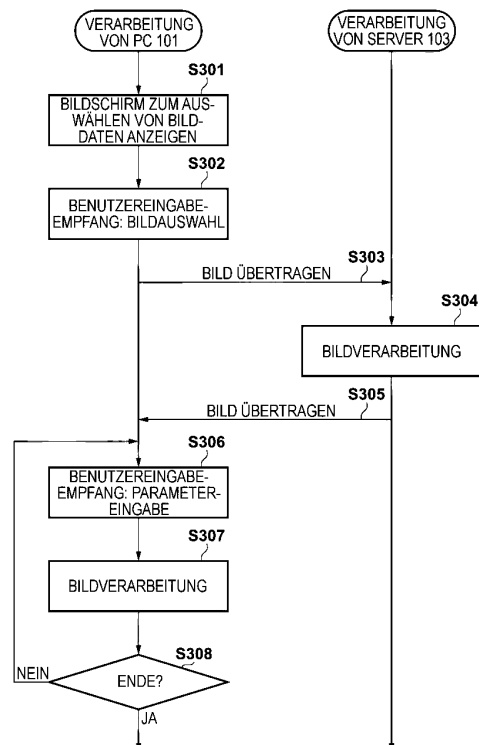 VERARBEITUNG
VON PC 101
VERARBEITUNG
VON SERVER 103
S301
BILDSCHIRM ZUM AUS-
WÄHLEN VON BILD-
DATEN ANZEIGEN
S302
BENUTZEREINGABE-
EMPFANG: BILDAUSWAHL
S303
BILD ÜBERTRAGEN
S304
BILDVERARBEITUNG
S305
BILD ÜBERTRAGEN
S306
BENUTZEREINGABE-
EMPFANG: PARAMETER-
EINGABE
S307
BILDVERARBEITUNG
S308
NEIN
ENDE?
JA